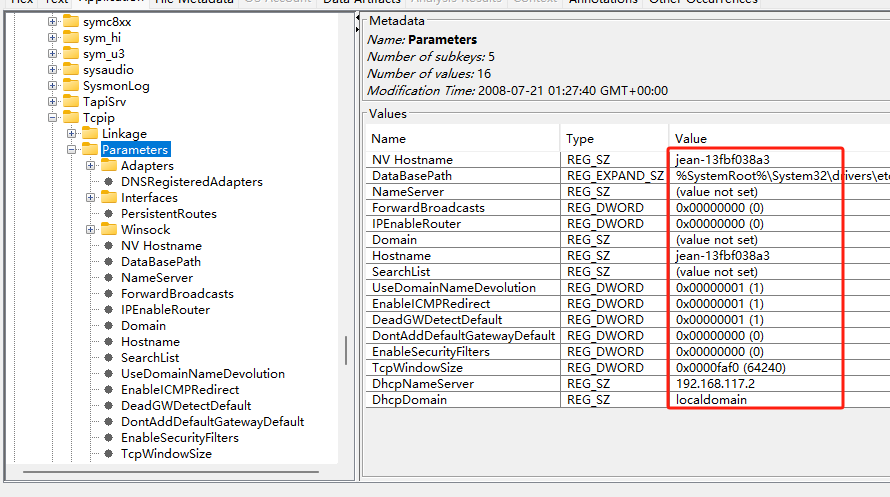 Hex Text Application File Metadata OS Account Data Artifacts Analysis Results Context Annotations Other Occurrences
symc8xx
sym_hi
sym_u3
sysaudio
SysmonLog
TapiSrv
Tcpip
Linkage
Parameters
Adapters
DNSRegisteredAdapters
Interfaces
PersistentRoutes
Winsock
NV Hostname
DataBasePath
NameServer
ForwardBroadcasts
IPEnableRouter
Domain
Hostname
SearchList
UseDomainNameDevolution
EnableICMPRedirect
DeadGWDetectDefault
DontAddDefaultGatewayDefault
EnableSecurityFilters
TcpWindowSize
Metadata
Name: Parameters
Number of subkeys: 5
Number of values: 16
Modification Time: 2008-07-21 01:27:40 GMT+00:00
Values
Name Type Value
NV Hostname REG_SZ jean-13fbf038a3
DataBasePath REG_EXPAND_SZ %SystemRoot%\System32\drivers\etc
NameServer REG_SZ (value not set)
ForwardBroadcasts REG_DWORD 0x00000000 (0)
IPEnableRouter REG_DWORD 0x00000000 (0)
Domain REG_SZ (value not set)
Hostname REG_SZ jean-13fbf038a3
SearchList REG_SZ (value not set)
UseDomainNameDevolution REG_DWORD 0x00000001 (1)
EnableICMPRedirect REG_DWORD 0x00000001 (1)
DeadGWDetectDefault REG_DWORD 0x00000001 (1)
DontAddDefaultGatewayDefault REG_DWORD 0x00000000 (0)
EnableSecurityFilters REG_DWORD 0x00000000 (0)
TcpWindowSize REG_DWORD 0x0000faf0 (64240)
DhcpNameServer REG_SZ 192.168.117.2
DhcpDomain REG_SZ localdomain